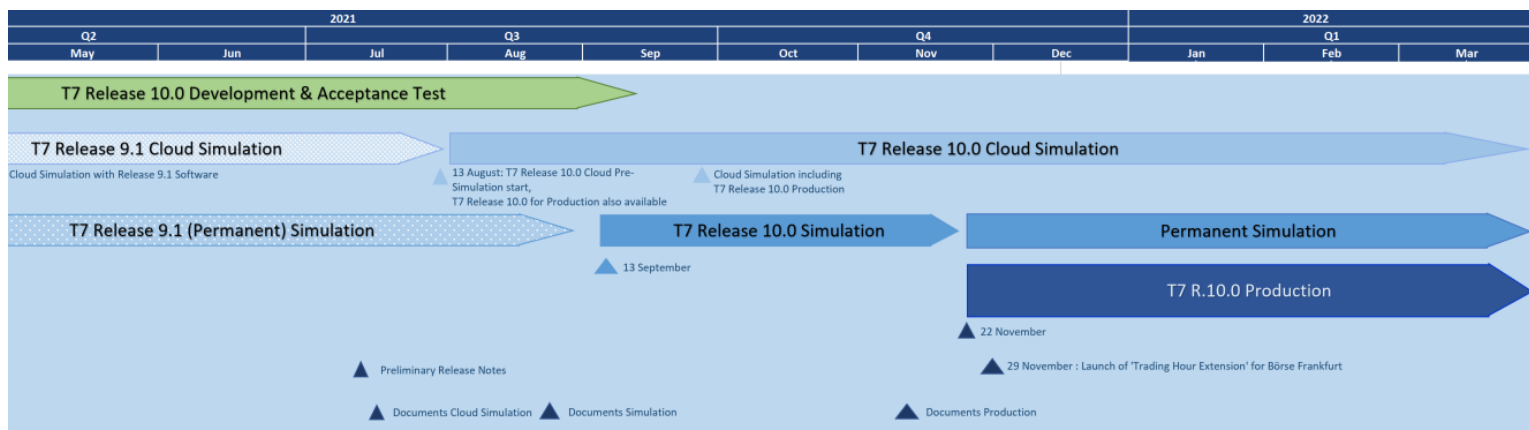 2021 2022
Q2 Q3 Q4 Q1
May Jun Jul Aug Sep Oct Nov Dec Jan Feb Mar
T7 Release 10.0 Development & Acceptance Test
T7 Release 9.1 Cloud Simulation
T7 Release 10.0 Cloud Simulation
Cloud Simulation with Release 9.1 Software
13 August: T7 Release 10.0 Cloud Pre-
Simulation start,
T7 Release 10.0 for Production also available
Cloud Simulation including
T7 Release 10.0 Production
T7 Release 9.1 (Permanent) Simulation
T7 Release 10.0 Simulation
Permanent Simulation
13 September
T7 R.10.0 Production
22 November
29 November : Launch of 'Trading Hour Extension' for Börse Frankfurt
Preliminary Release Notes
Documents Cloud Simulation
Documents Simulation
Documents Production